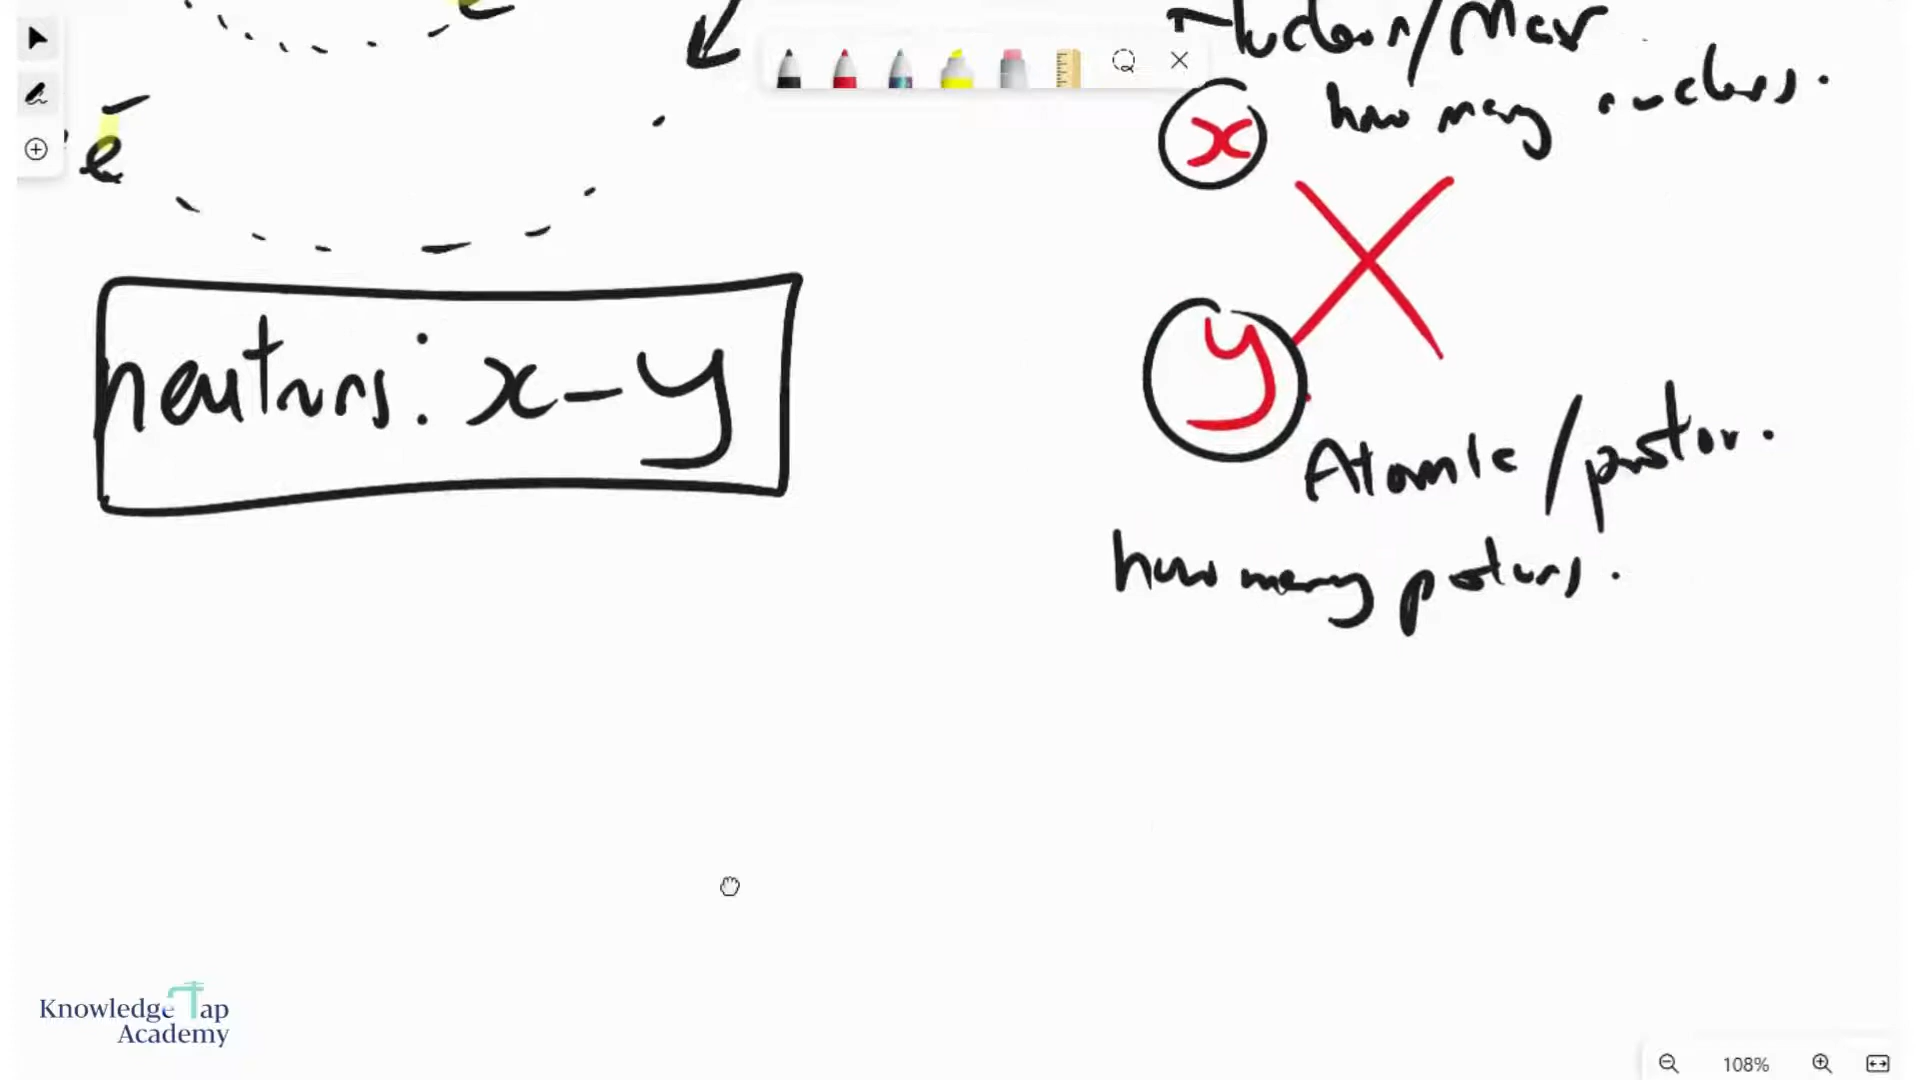 Nucleon/Mass
x how many nucleons.
X
e
neutrons: x-y
y
Atomic/proton.
how many protons.
Knowledge Tap
Academy
108%